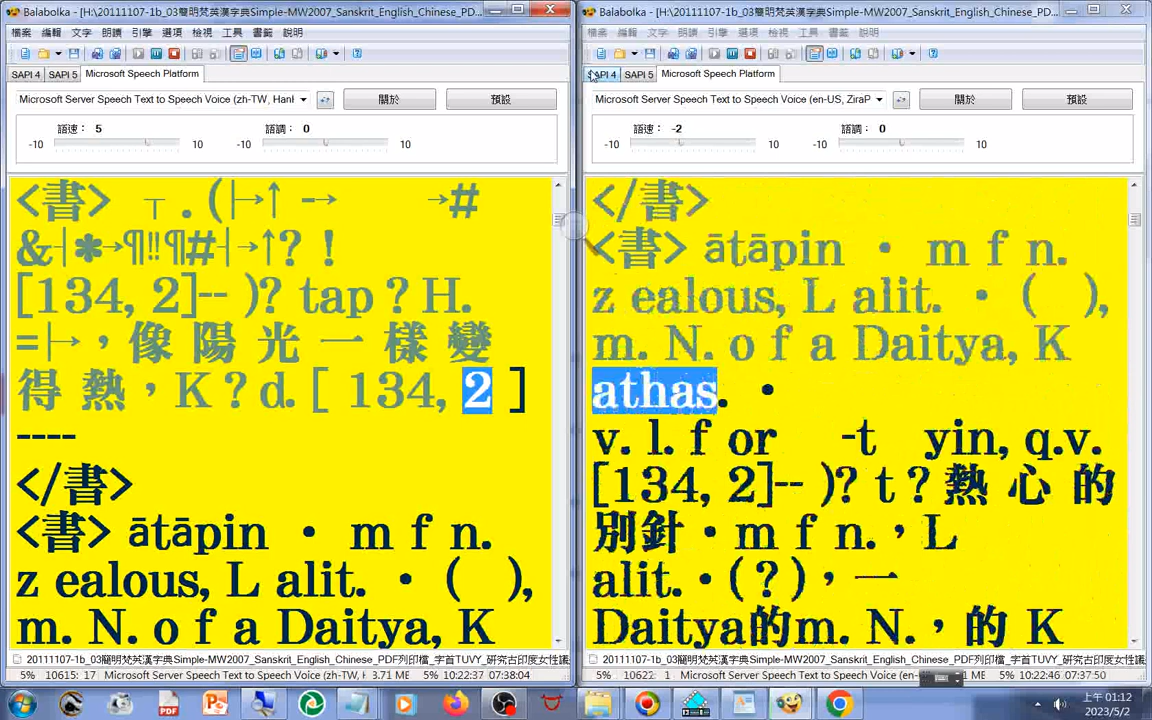 Balabolka - [H:\20111107-1b_03簡明梵英漢字典Simple-MW2007_Sanskrit_English_Chinese_PD...
檔案 編輯 文字 朗讀 引擎 選項 檢視 工具 書籤 說明
SAPI 4 SAPI 5 Microsoft Speech Platform
Microsoft Server Speech Text to Speech Voice (zh-TW, Hanl
關於 預設
語速： 5 語調： 0
-10 10 -10 10
<書> ┬ . (├→↑ -→ →#
&┤✱→¶!!¶#┤→↑? !
[134, 2]-- )? tap ? H.
=├→，像 陽 光 一 樣 變
得 熱，K ? d. [ 134, 2 ]
----
</書>
<書> ātāpin • m f n.
z ealous, L alit. • ( ),
m. N. o f a Daitya, K
20111107-1b_03簡明梵英漢字典Simple-MW2007_Sanskrit_English_Chinese_PDF列印檔_字首TUVY_研究古印度女性議
5% 10615: 17 Microsoft Server Speech Text to Speech Voice (zh-TW, H 3.71 MB 5% 10:22:37 07:38:04
Balabolka - [H:\20111107-1b_03簡明梵英漢字典Simple-MW2007_Sanskrit_English_Chinese_PD...
檔案 編輯 文字 朗讀 引擎 選項 檢視 工具 書籤 說明
SAPI 4 SAPI 5 Microsoft Speech Platform
Microsoft Server Speech Text to Speech Voice (en-US, ZiraP
關於 預設
語速： -2 語調： 0
-10 10 -10 10
</書>
<書> ātāpin • m f n.
z ealous, L alit. • ( ),
m. N. o f a Daitya, K
athas. •
v. l. f or -t yin, q.v.
[134, 2]-- )? t ? 熱 心 的
別針 • m f n.，L
alit. • ( ? )，一
Daitya的m. N.，的 K
20111107-1b_03簡明梵英漢字典Simple-MW2007_Sanskrit_English_Chinese_PDF列印檔_字首TUVY_研究古印度女性議
5% 10622: 1 Microsoft Server Speech Text to Speech Voice (en-US 5% 10:22:46 07:37:50
上午 01:12
2023/5/2